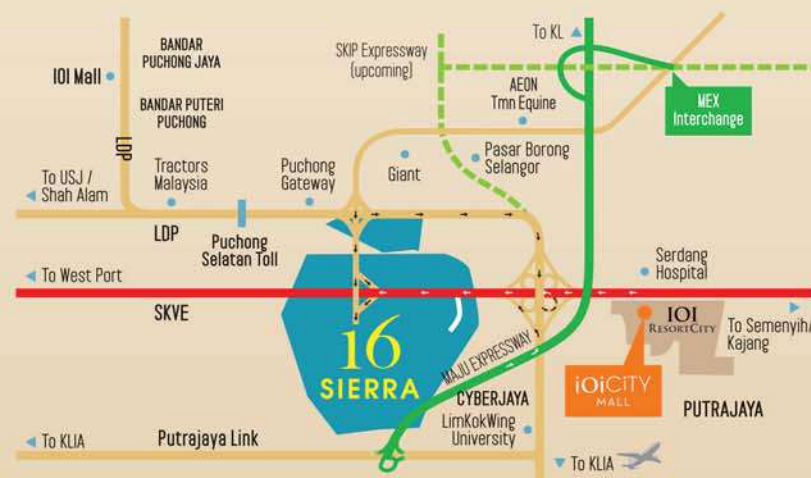 To KL
BANDAR
PUCHONG JAYA
SKIP Expressway
(upcoming)
IOI Mall
AEON
Tmn Equine
MEX
Interchange
BANDAR PUTERI
PUCHONG
LDP
Tractors
Malaysia
Puchong
Gateway
Giant
Pasar Borong
Selangor
To USJ /
Shah Alam
LDP
Puchong
Selatan Toll
Serdang
Hospital
To West Port
SKVE
IOI
RESORT CITY
To Semenyih/
Kajang
16
SIERRA
MAJU EXPRESSWAY
iOiCITY
MALL
CYBERJAYA
PUTRAJAYA
LimKokWing
University
To KLIA
Putrajaya Link
To KLIA